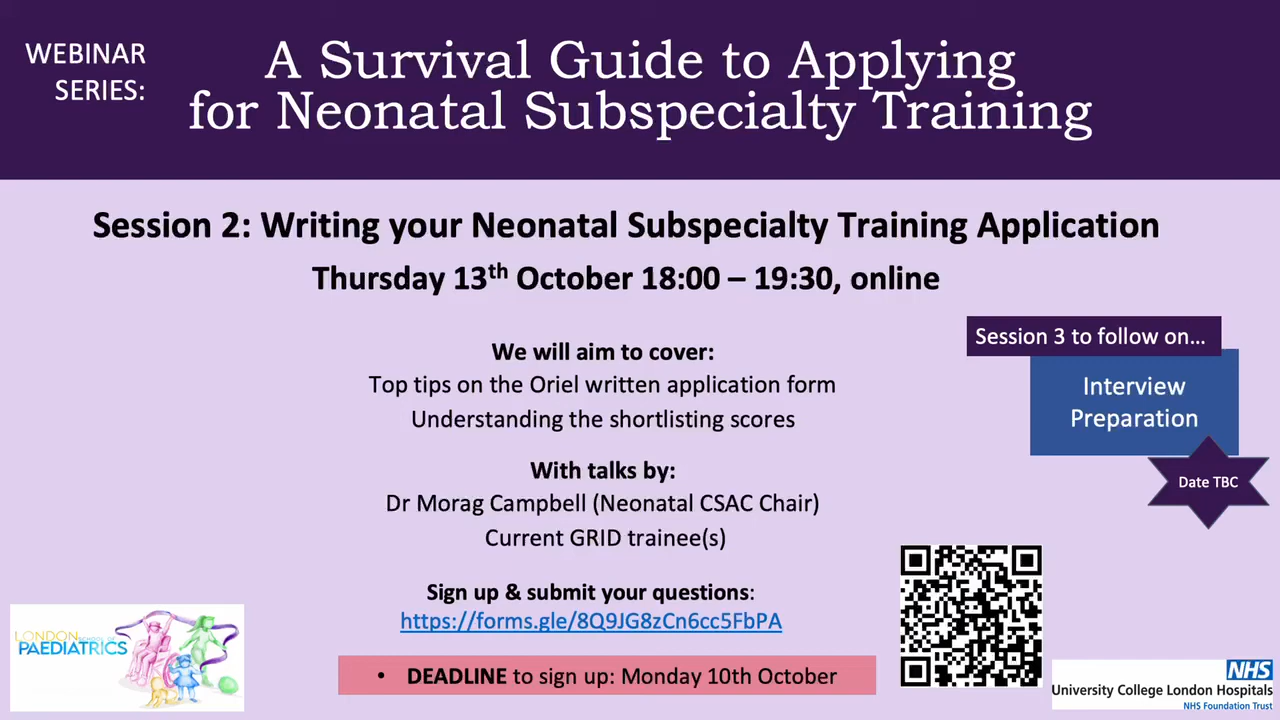 WEBINAR
SERIES:
A Survival Guide to Applying
for Neonatal Subspecialty Training
Session 2: Writing your Neonatal Subspecialty Training Application
Thursday 13th October 18:00 – 19:30, online
We will aim to cover:
Top tips on the Oriel written application form
Understanding the shortlisting scores
With talks by:
Dr Morag Campbell (Neonatal CSAC Chair)
Current GRID trainee(s)
Sign up & submit your questions:
https://forms.gle/8Q9JG8zCn6cc5FbPA
• DEADLINE to sign up: Monday 10th October
Session 3 to follow on...
Interview
Preparation
Date TBC
LONDON SCHOOL OF
PAEDIATRICS
NHS
University College London Hospitals
NHS Foundation Trust